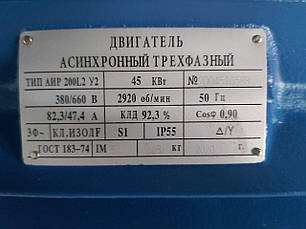 ДВИГАТЕЛЬ
АСИНХРОННЫЙ ТРЕХФАЗНЫЙ
ТИП АИР 200L2 У2 45 КВт №
380/660 В 2920 об/мин 50 Гц
82,3/47,4 А КПД 92,3% Cosφ 0,90
3Ф~ КЛ.ИЗОЛ F S1 IP55 Δ/Y
ГОСТ 183-74 IM кг г.